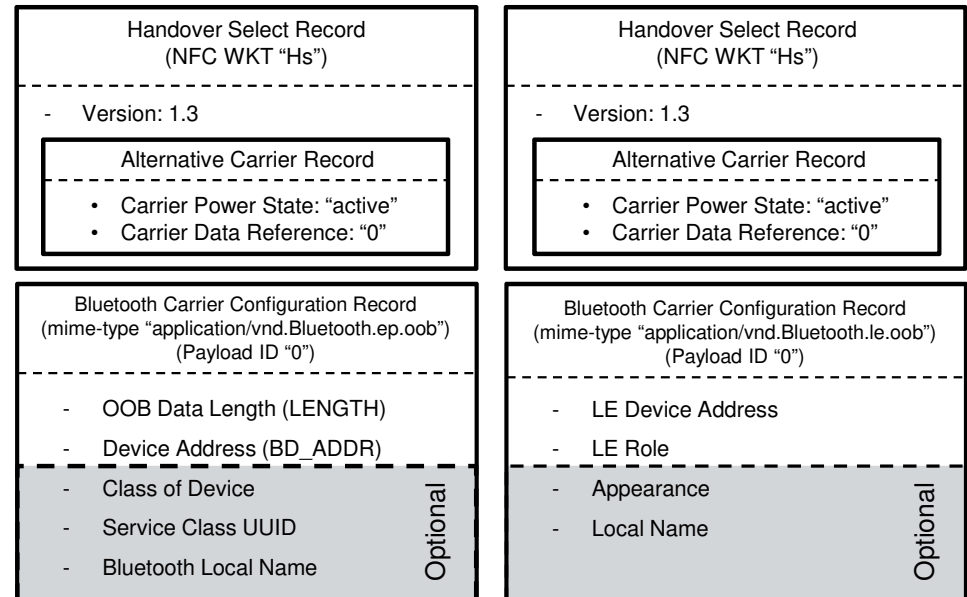 Handover Select Record
(NFC WKT “Hs”)
- Version: 1.3
Alternative Carrier Record
• Carrier Power State: “active”
• Carrier Data Reference: “0”
Bluetooth Carrier Configuration Record
(mime-type “application/vnd.Bluetooth.ep.oob”)
(Payload ID “0”)
- OOB Data Length (LENGTH)
- Device Address (BD_ADDR)
- Class of Device
- Service Class UUID
- Bluetooth Local Name
Optional
Handover Select Record
(NFC WKT “Hs”)
- Version: 1.3
Alternative Carrier Record
• Carrier Power State: “active”
• Carrier Data Reference: “0”
Bluetooth Carrier Configuration Record
(mime-type “application/vnd.Bluetooth.le.oob”)
(Payload ID “0”)
- LE Device Address
- LE Role
- Appearance
- Local Name
Optional